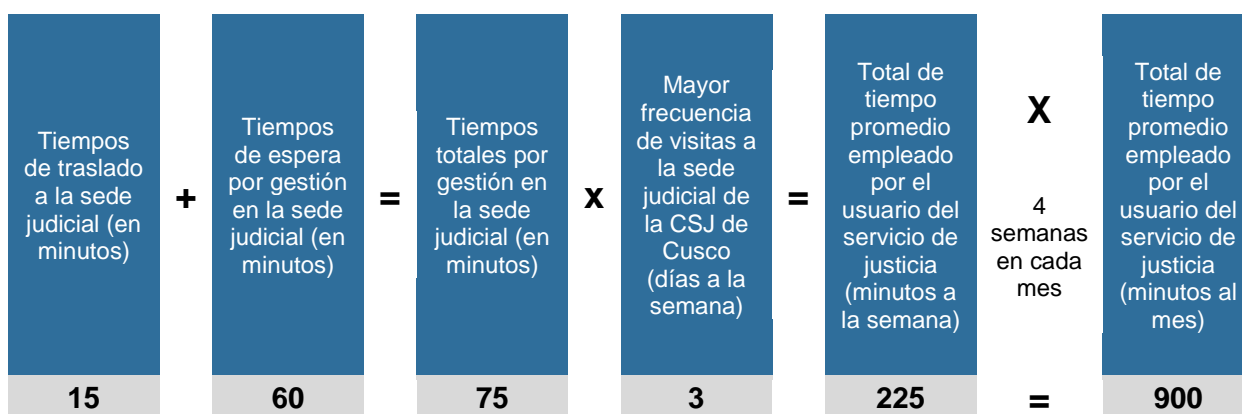 Tiempos
de traslado
a la sede
judicial (en
minutos)
+
Tiempos
de espera
por gestión
en la sede
judicial (en
minutos)
=
Tiempos
totales por
gestión en
la sede
judicial (en
minutos)
x
Mayor
frecuencia
de visitas a
la sede
judicial de
la CSJ de
Cusco
(días a la
semana)
=
Total de
tiempo
promedio
empleado
por el
usuario del
servicio de
justicia
(minutos a
la semana)
X
4
semanas
en cada
mes
Total de
tiempo
promedio
empleado
por el
usuario del
servicio de
justicia
(minutos al
mes)
15 60 75 3 225 = 900